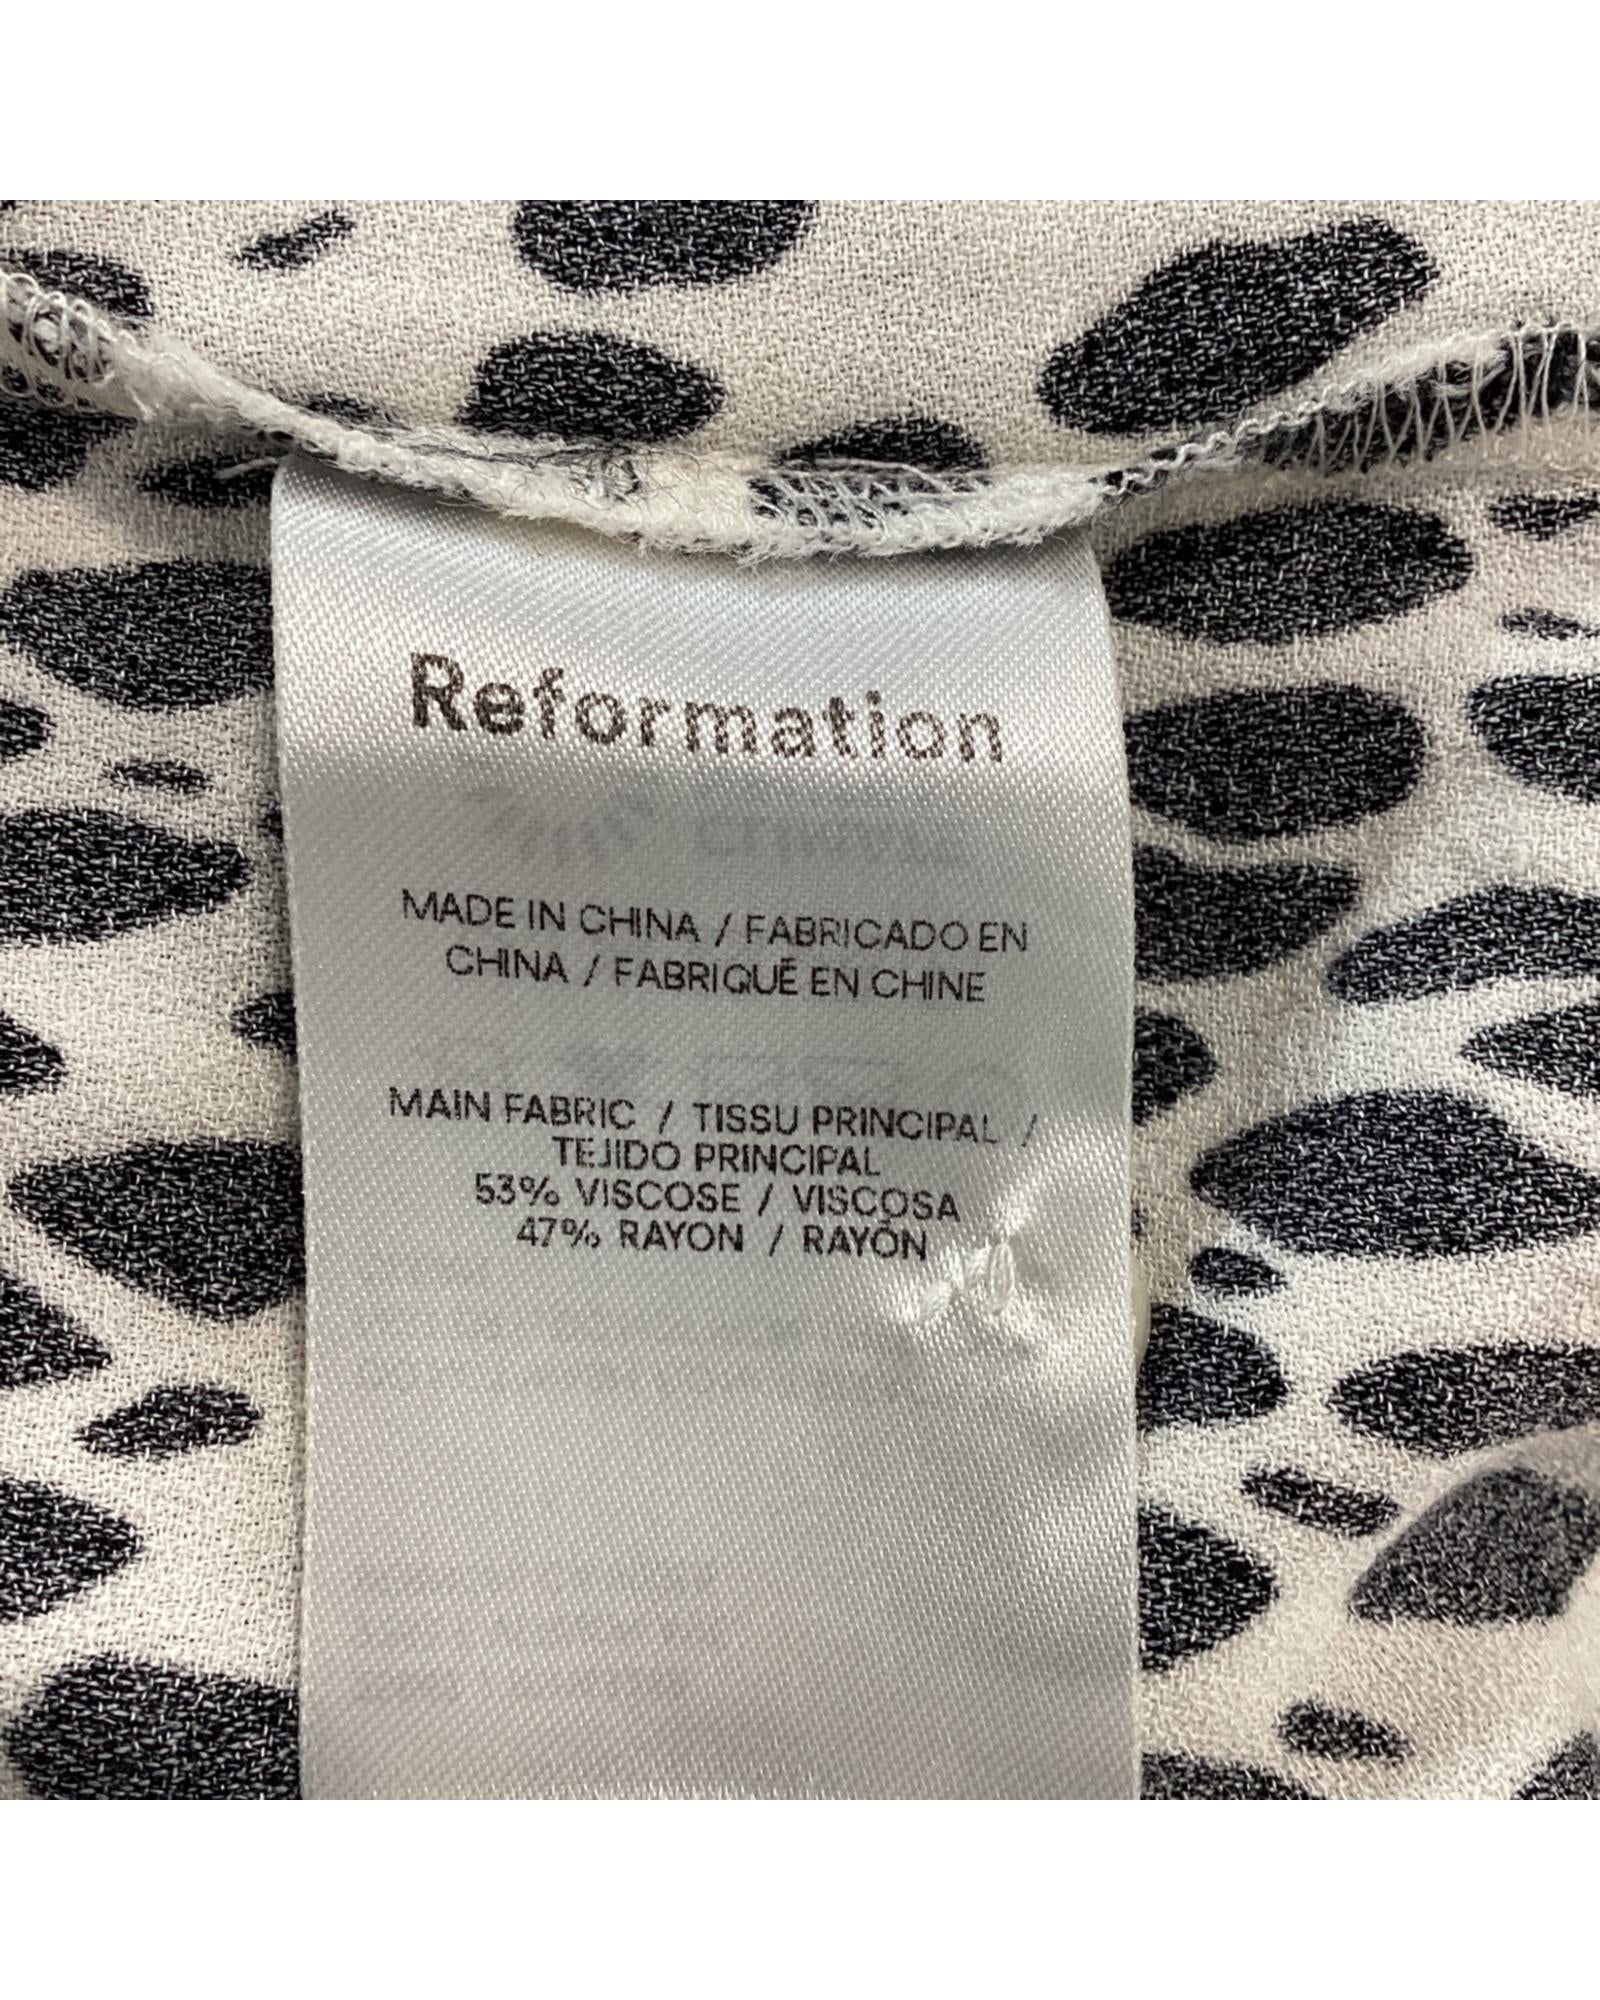 Reformation
MADE IN CHINA / FABRICADO EN
CHINA / FABRIQUÉ EN CHINE
MAIN FABRIC / TISSU PRINCIPAL /
TEJIDO PRINCIPAL
53% VISCOSE / VISCOSA
47% RAYON / RAYÓN